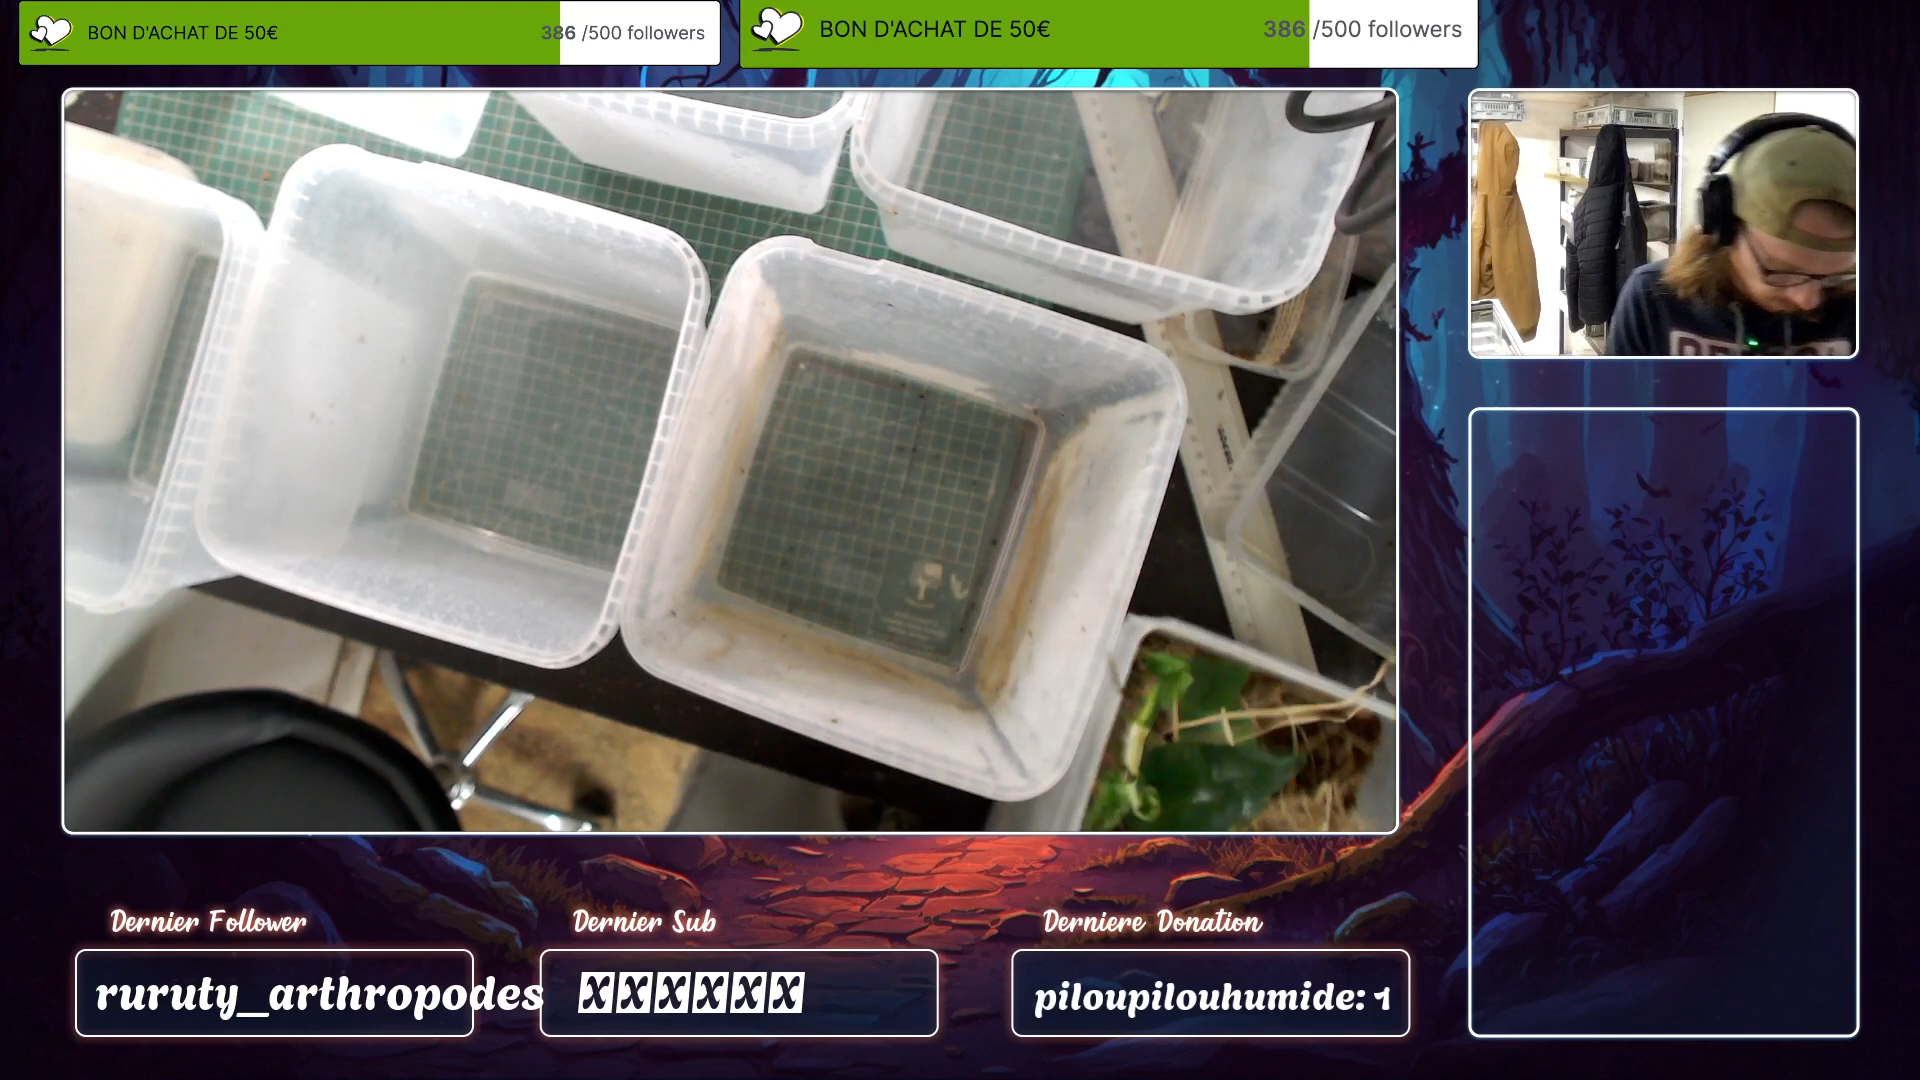 BON D'ACHAT DE 50€ 386 /500 followers
BON D'ACHAT DE 50€ 386 /500 followers
Dernier Follower
Dernier Sub
Derniere Donation
ruruty_arthropodes
piloupilouhumide: 1